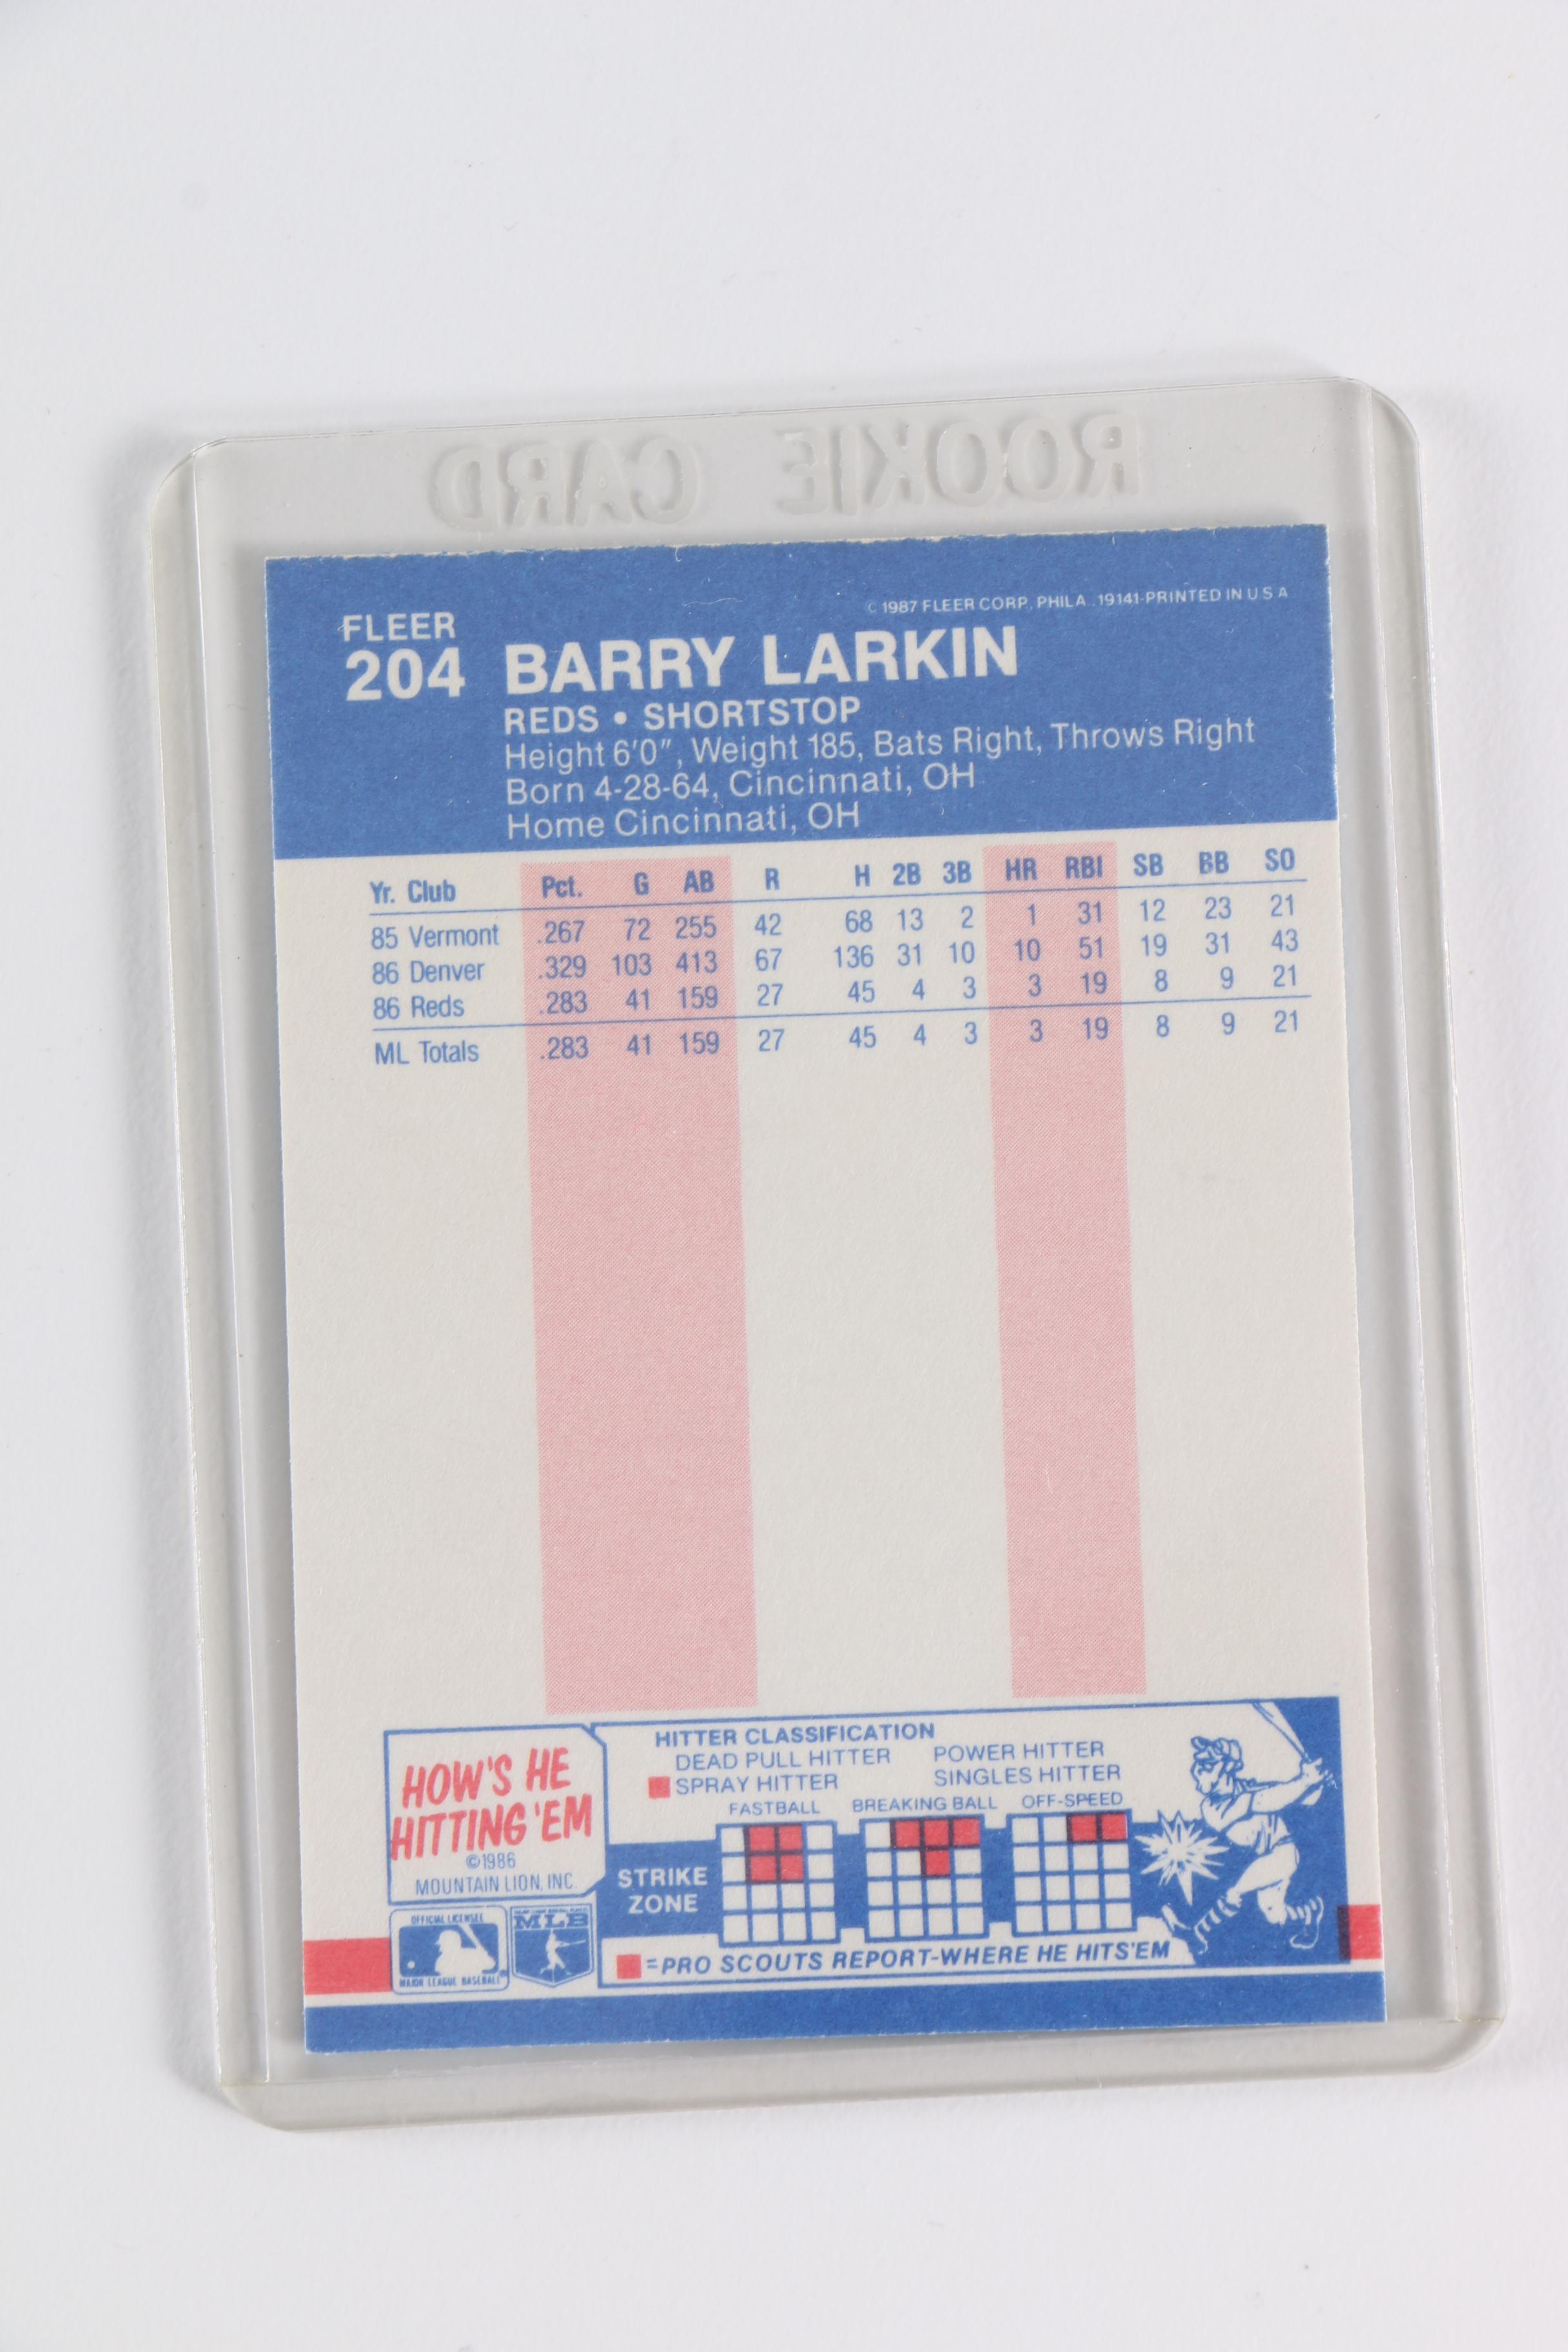 ROOKIE CARD
© 1987 FLEER CORP., PHILA. 19141-PRINTED IN U S A
FLEER
204 BARRY LARKIN
REDS • SHORTSTOP
Height 6'0", Weight 185, Bats Right, Throws Right
Born 4-28-64, Cincinnati, OH
Home Cincinnati, OH
Yr. Club Pct. G AB R H 2B 3B HR RBI SB BB SO
85 Vermont .267 72 255 42 68 13 2 1 31 12 23 21
86 Denver .329 103 413 67 136 31 10 10 51 19 31 43
86 Reds .283 41 159 27 45 4 3 3 19 8 9 21
ML Totals .283 41 159 27 45 4 3 3 19 8 9 21
HOW'S HE
HITTING 'EM
©1986
MOUNTAIN LION, INC.
HITTER CLASSIFICATION
DEAD PULL HITTER POWER HITTER
SPRAY HITTER SINGLES HITTER
FASTBALL BREAKING BALL OFF-SPEED
STRIKE
ZONE
=PRO SCOUTS REPORT-WHERE HE HITS'EM
OFFICIAL LICENSEE
MAJOR LEAGUE BASEBALL
MLB